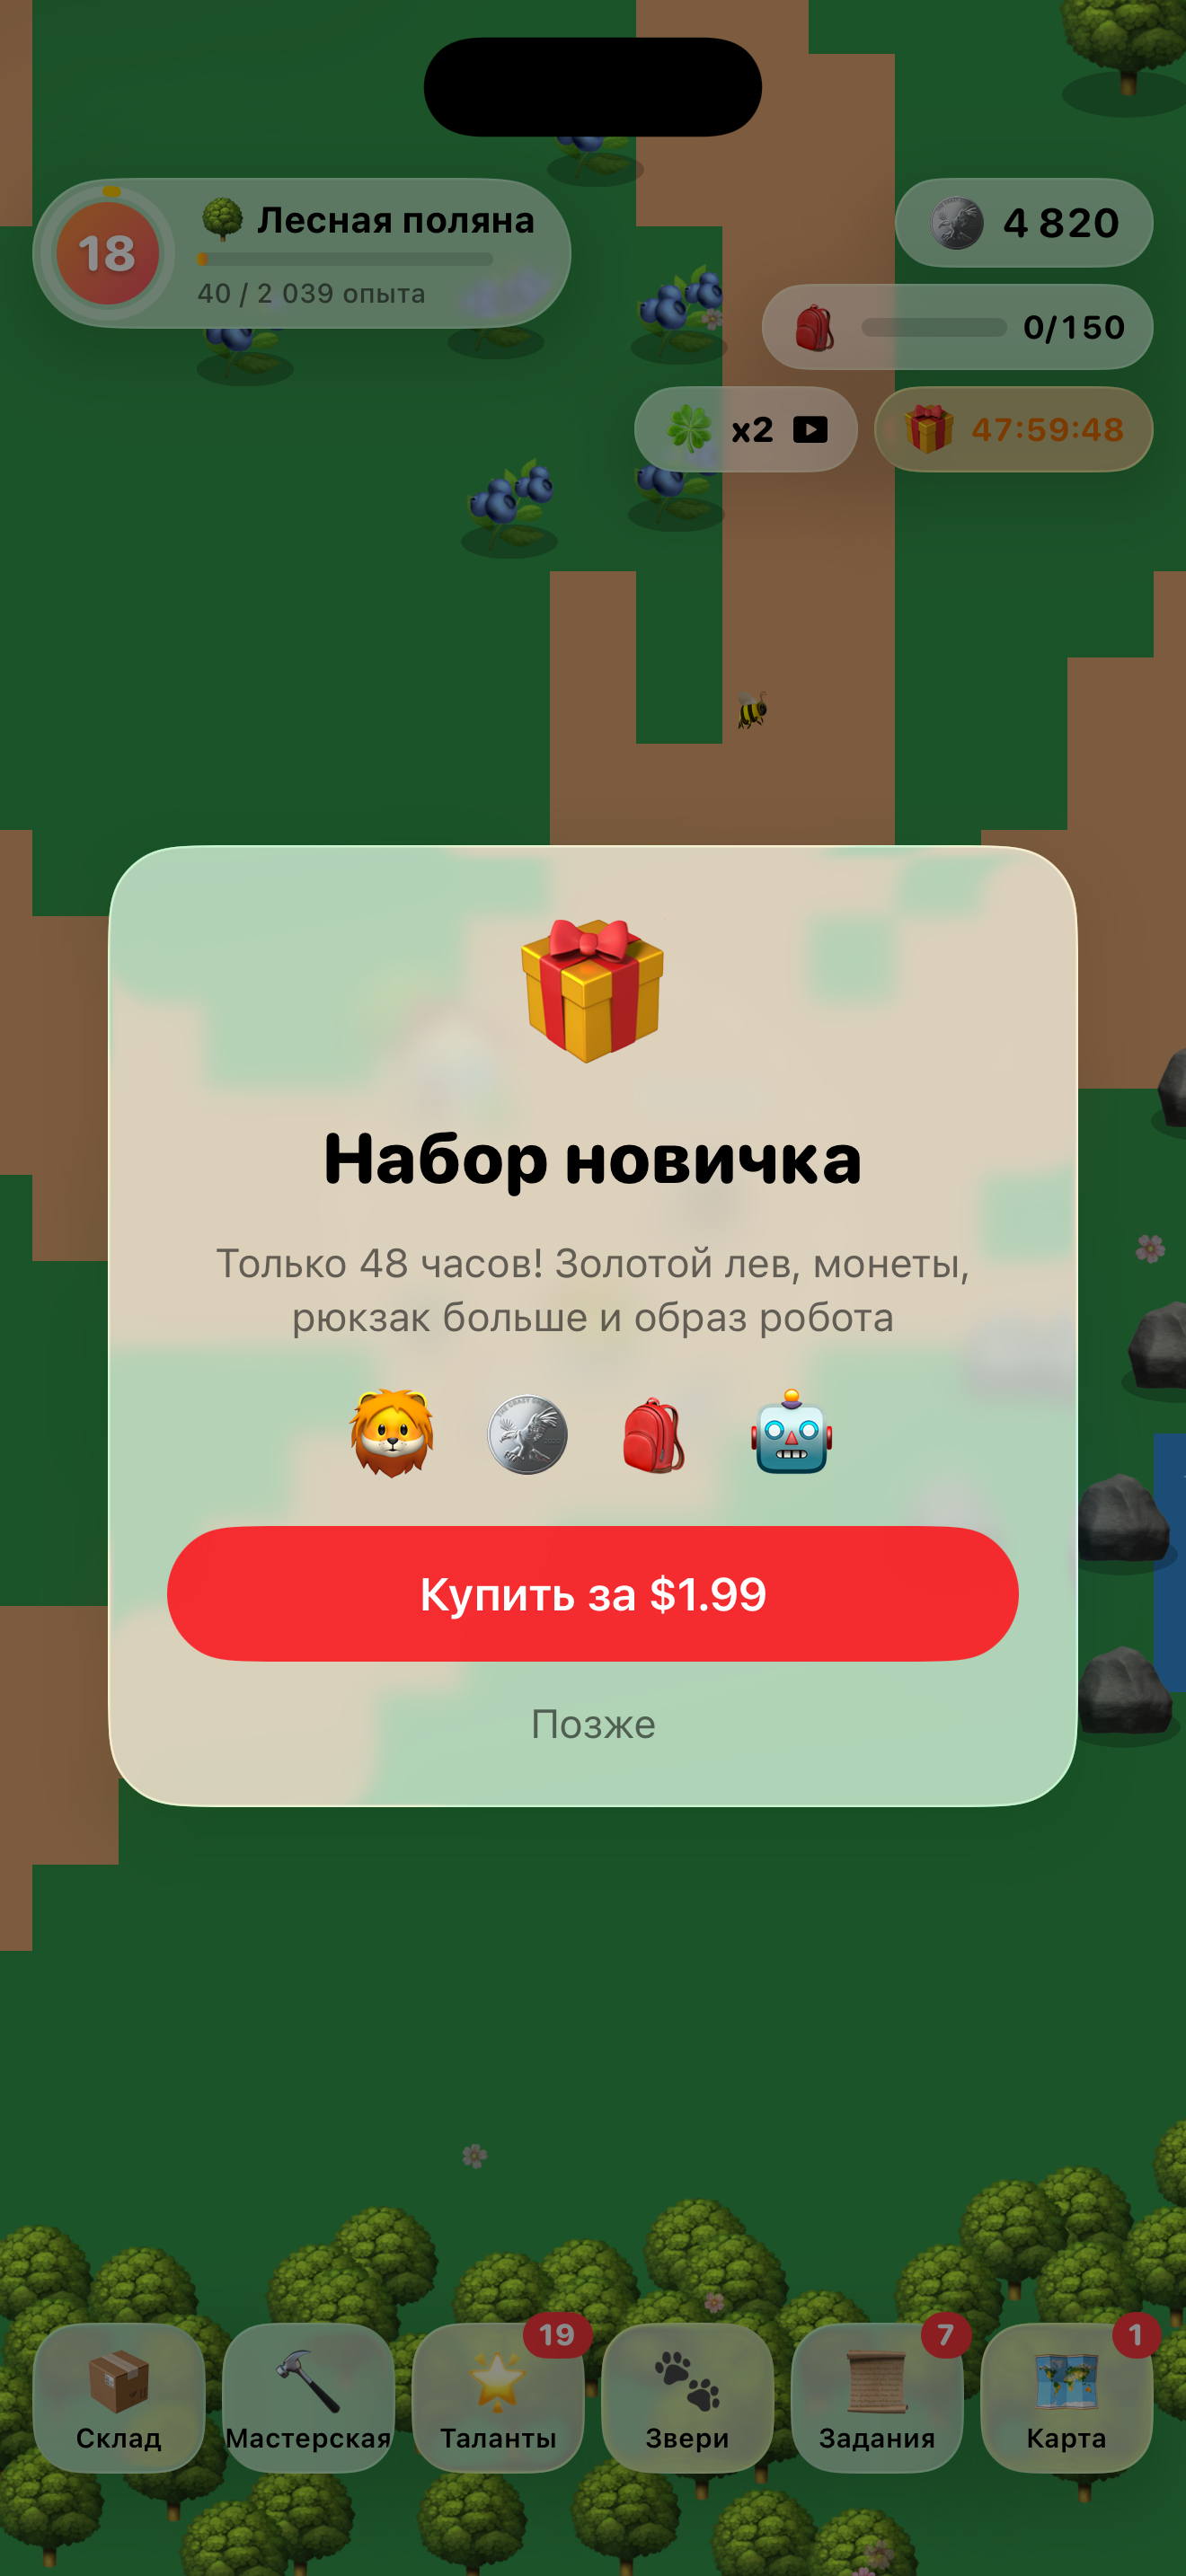 18
Лесная поляна
40 / 2 039 опыта
4 820
0/150
x2
47:59:48
Набор новичка
Только 48 часов! Золотой лев, монеты,
рюкзак больше и образ робота
Купить за $1.99
Позже
19
7
1
Склад
Мастерская
Таланты
Звери
Задания
Карта